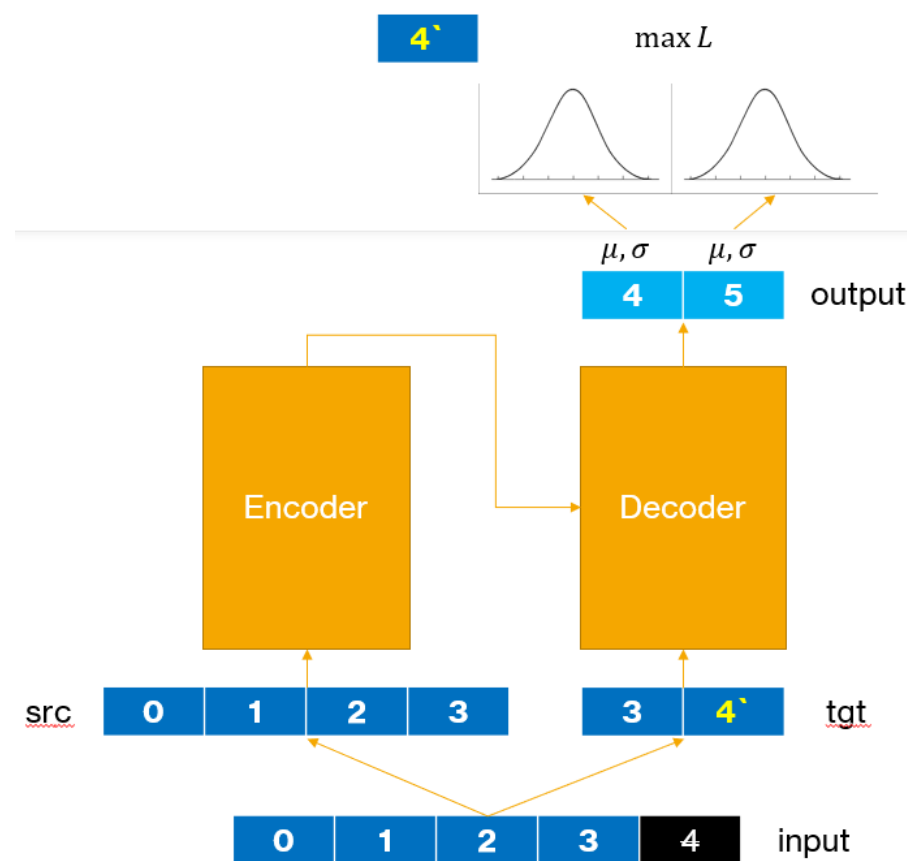 4` max L
μ, σ μ, σ
4 5 output
Encoder Decoder
src 0 1 2 3 3 4` tgt
0 1 2 3 4 input